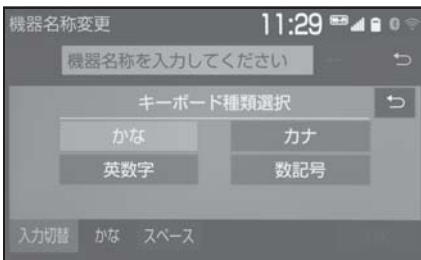 機器名称変更 11:29
機器名称を入力してください
キーボード種類選択
かな カナ
英数字 数記号
入力切替 かな スペース